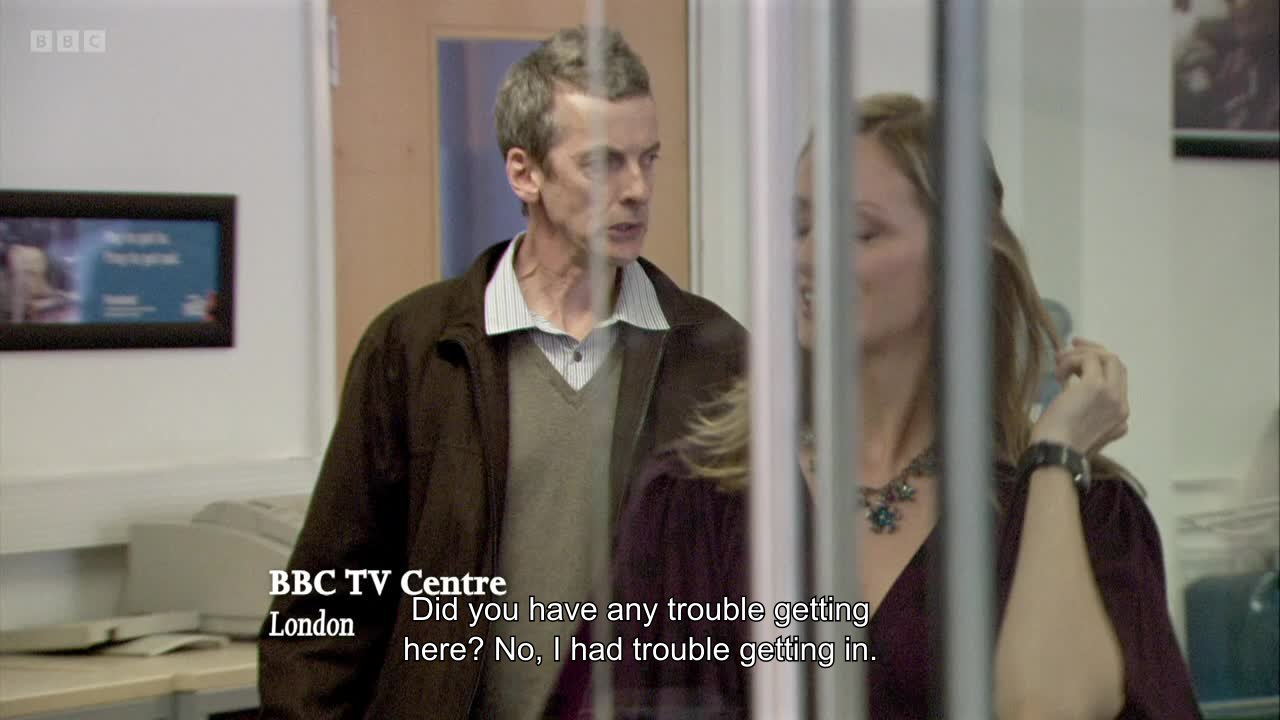 BBC
BBC TV Centre
London
Did you have any trouble getting
here? No, I had trouble getting in.